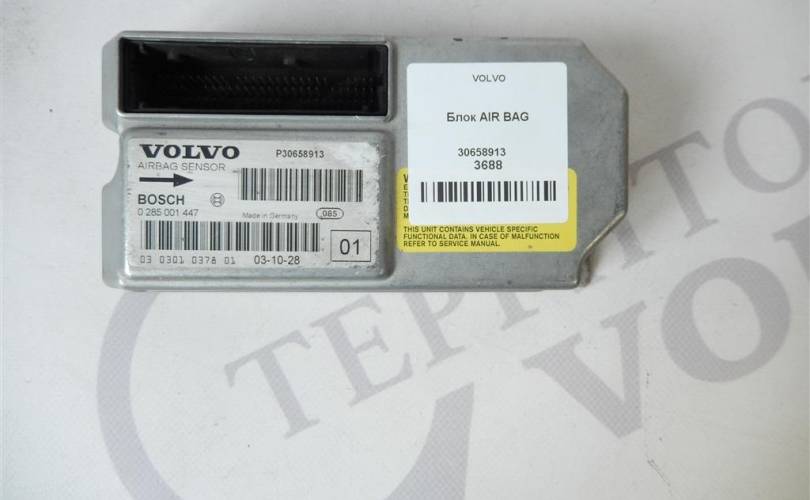 VOLVO
AIRBAG SENSOR
P30658913
BOSCH
0 285 001 447
Made in Germany
085
03 0301 0378 01
03-10-28
01
VOLVO
Блок AIR BAG
30658913
3688
THIS UNIT CONTAINS VEHICLE SPECIFIC
FUNCTIONAL DATA. IN CASE OF MALFUNCTION
REFER TO SERVICE MANUAL.
VO